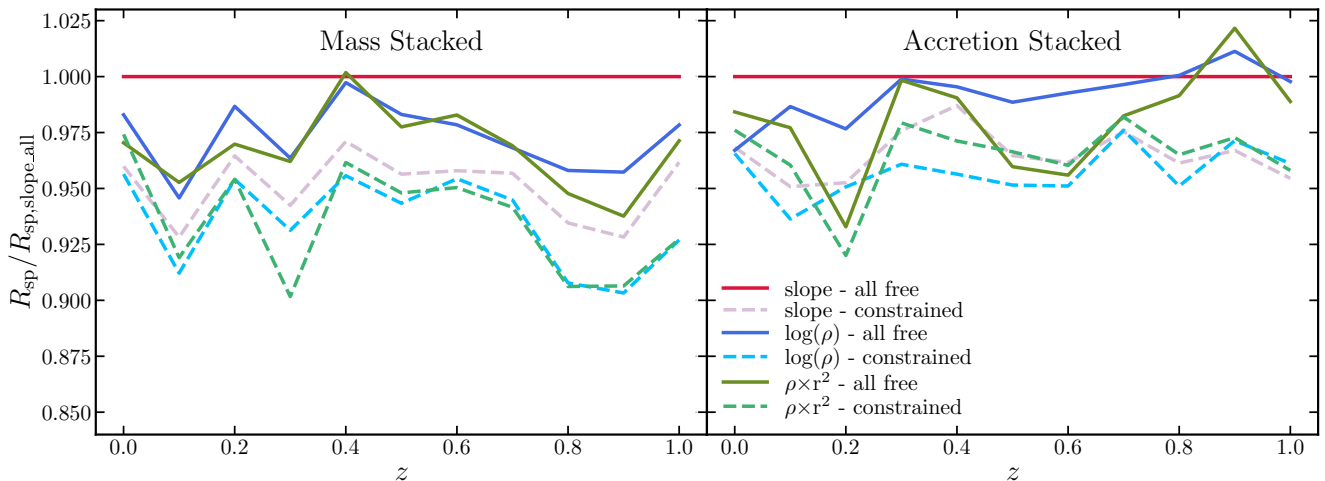 Mass Stacked
Accretion Stacked
R_sp/R_sp,slope_all
1.025
1.000
0.975
0.950
0.925
0.900
0.875
0.850
slope - all free
slope - constrained
log(ρ) - all free
log(ρ) - constrained
ρ×r² - all free
ρ×r² - constrained
0.0 0.2 0.4 0.6 0.8 1.0
0.0 0.2 0.4 0.6 0.8 1.0
z
z